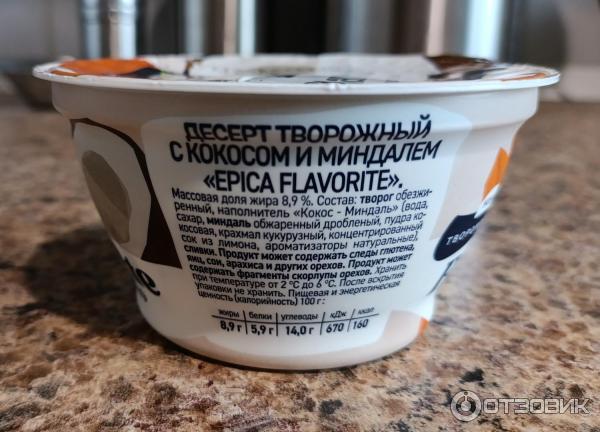 ДЕСЕРТ ТВОРОЖНЫЙ
С КОКОСОМ И МИНДАЛЕМ
«EPICA FLAVORITE».
Массовая доля жира 8,9 %. Состав: творог обезжи-
ренный, наполнитель «Кокос - Миндаль» (вода,
сахар, миндаль обжаренный дробленый, пудра ко-
косовая, крахмал кукурузный, концентрированный
сок из лимона, ароматизаторы натуральные),
сливки. Продукт может содержать следы глютена,
яиц, сои, арахиса и других орехов. Продукт может
содержать фрагменты скорлупы орехов. Хранить
при температуре от 2 °С до 6 °С. После вскрытия
упаковки не хранить. Пищевая и энергетическая
ценность (калорийность) 100 г:
жиры белки углеводы кДж ккал
8,9 г 5,9 г 14,0 г 670 160
ОТЗОВИК